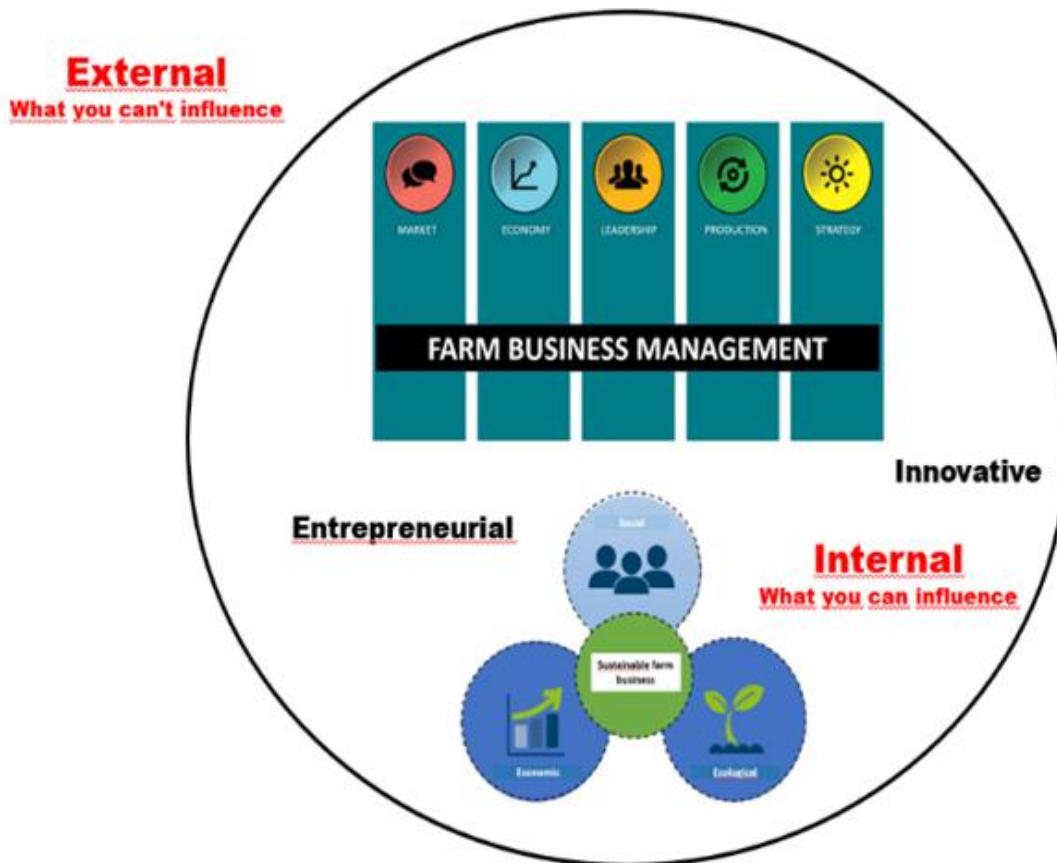 External
What you can't influence
MARKET
ECONOMY
LEADERSHIP
PRODUCTION
STRATEGY
FARM BUSINESS MANAGEMENT
Innovative
Entrepreneurial
Social
Internal
What you can influence
Sustainable farm
business
Economic
Ecological